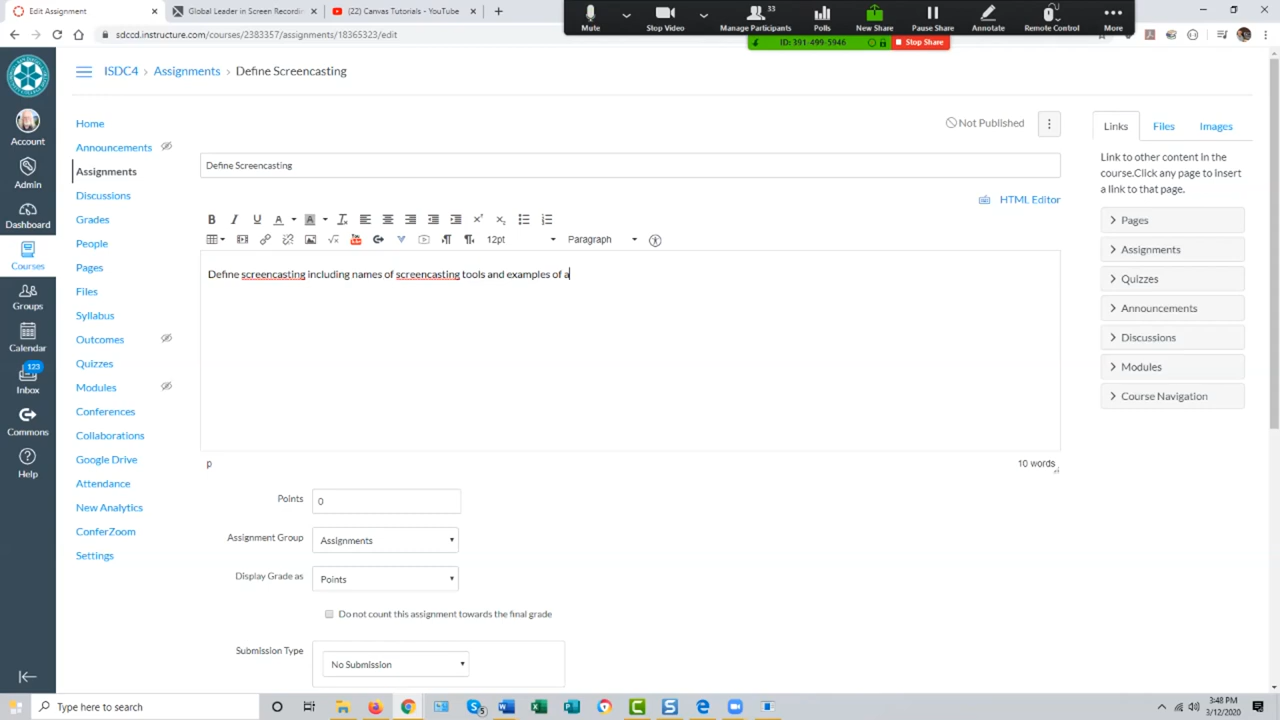 Edit Assignment
Global Leader in Screen Recordin
(22) Canvas Tutorials - YouTube
33
Mute
Stop Video
Manage Participants
Polls
New Share
Pause Share
Annotate
Remote Control
More
ID: 391-499-5946
Stop Share
sdccd.instructure.com/courses/2383357/assignments/18365323/edit
ISDC4 › Assignments › Define Screencasting
Account
Admin
Dashboard
Courses
Groups
Calendar
123
Inbox
Commons
Help
Home
Announcements
Assignments
Discussions
Grades
People
Pages
Files
Syllabus
Outcomes
Quizzes
Modules
Conferences
Collaborations
Google Drive
Attendance
New Analytics
ConferZoom
Settings
Not Published
Define Screencasting
HTML Editor
12pt
Paragraph
Define screencasting including names of screencasting tools and examples of a
p
10 words
Points
0
Assignment Group
Assignments
Display Grade as
Points
Do not count this assignment towards the final grade
Submission Type
No Submission
Links
Files
Images
Link to other content in the
course.Click any page to insert
a link to that page.
Pages
Assignments
Quizzes
Announcements
Discussions
Modules
Course Navigation
Type here to search
3:48 PM
3/12/2020